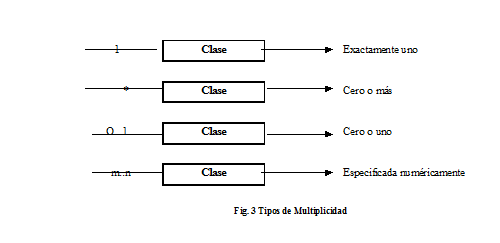 1 Clase Exactamente uno
* Clase Cero o más
O..1 Clase Cero o uno
m..n Clase Especificada numéricamente
Fig. 3 Tipos de Multiplicidad